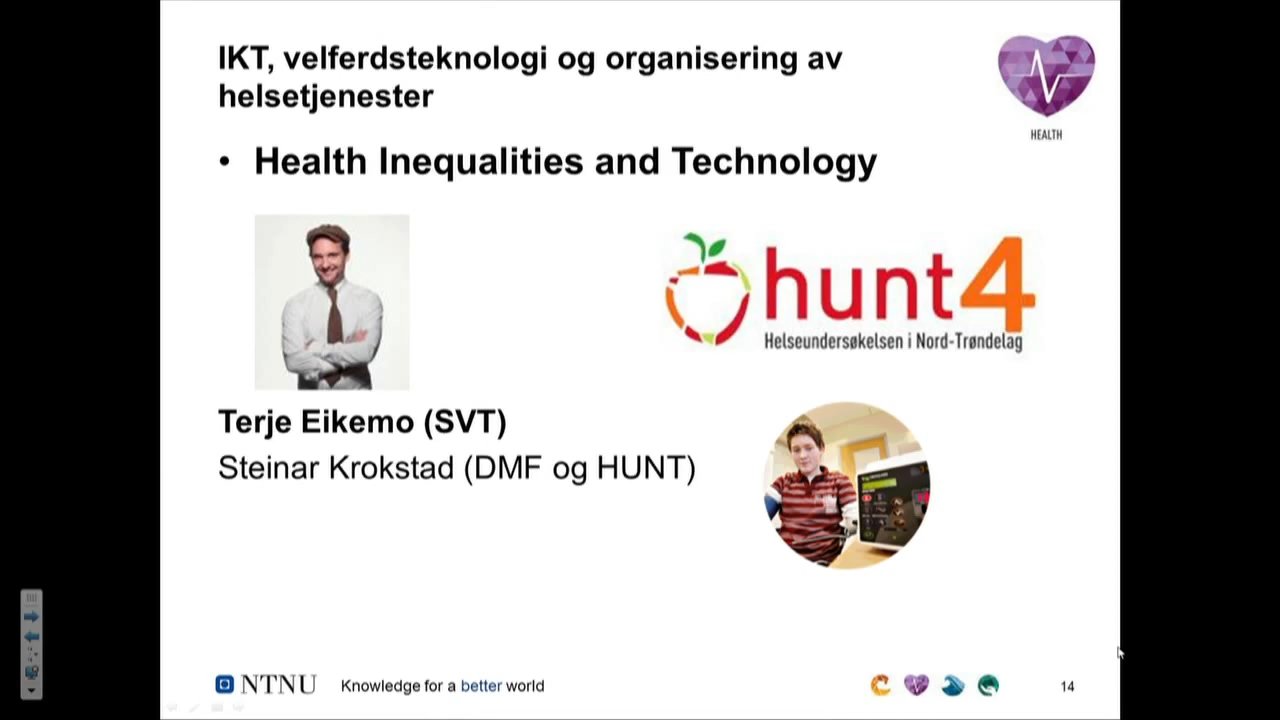 IKT, velferdsteknologi og organisering av
helsetjenester
HEALTH
• Health Inequalities and Technology
hunt4
Helseundersøkelsen i Nord-Trøndelag
Terje Eikemo (SVT)
Steinar Krokstad (DMF og HUNT)
NTNU
Knowledge for a better world
14